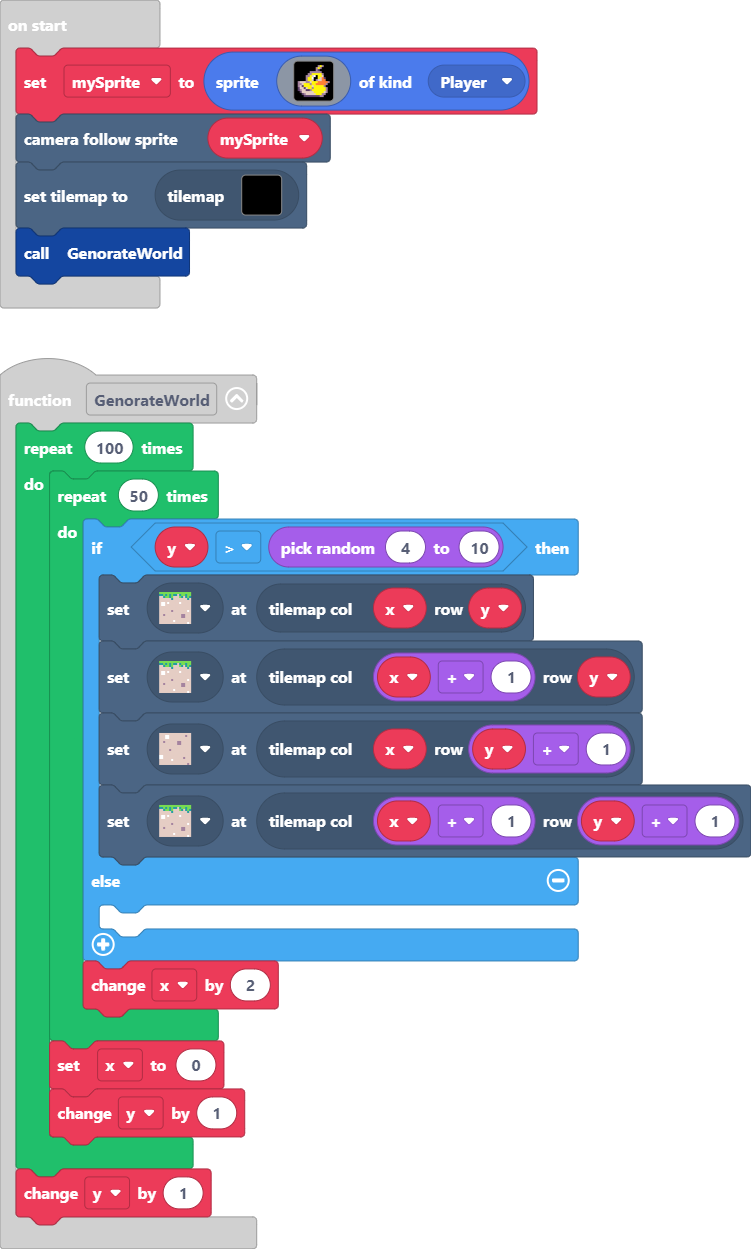 on start
set mySprite to sprite of kind Player
camera follow sprite mySprite
set tilemap to tilemap
call GenorateWorld
function GenorateWorld
repeat 100 times
do
repeat 50 times
do
if y > pick random 4 to 10 then
set at tilemap col x row y
set at tilemap col x + 1 row y
set at tilemap col x row y + 1
set at tilemap col x + 1 row y + 1
else
change x by 2
set x to 0
change y by 1
change y by 1